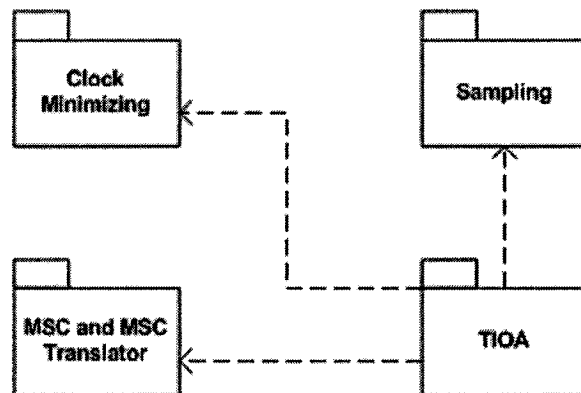 Clock
Minimizing
Sampling
MSC and MSC
Translator
TIOA